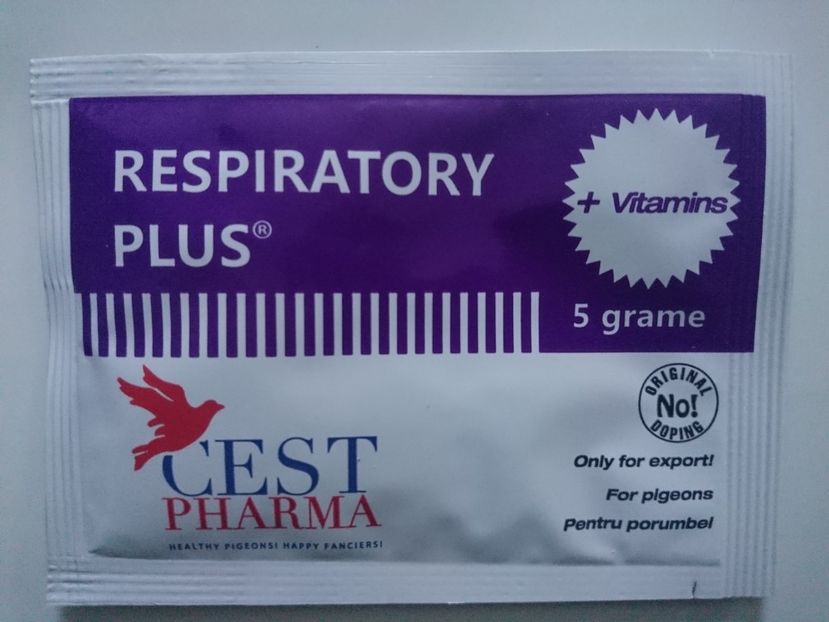 RESPIRATORY
PLUS®
+ Vitamins
5 grame
ORIGINAL
No!
DOPING
CEST
PHARMA
HEALTHY PIGEONS! HAPPY FANCIERS!
Only for export!
For pigeons
Pentru porumbei